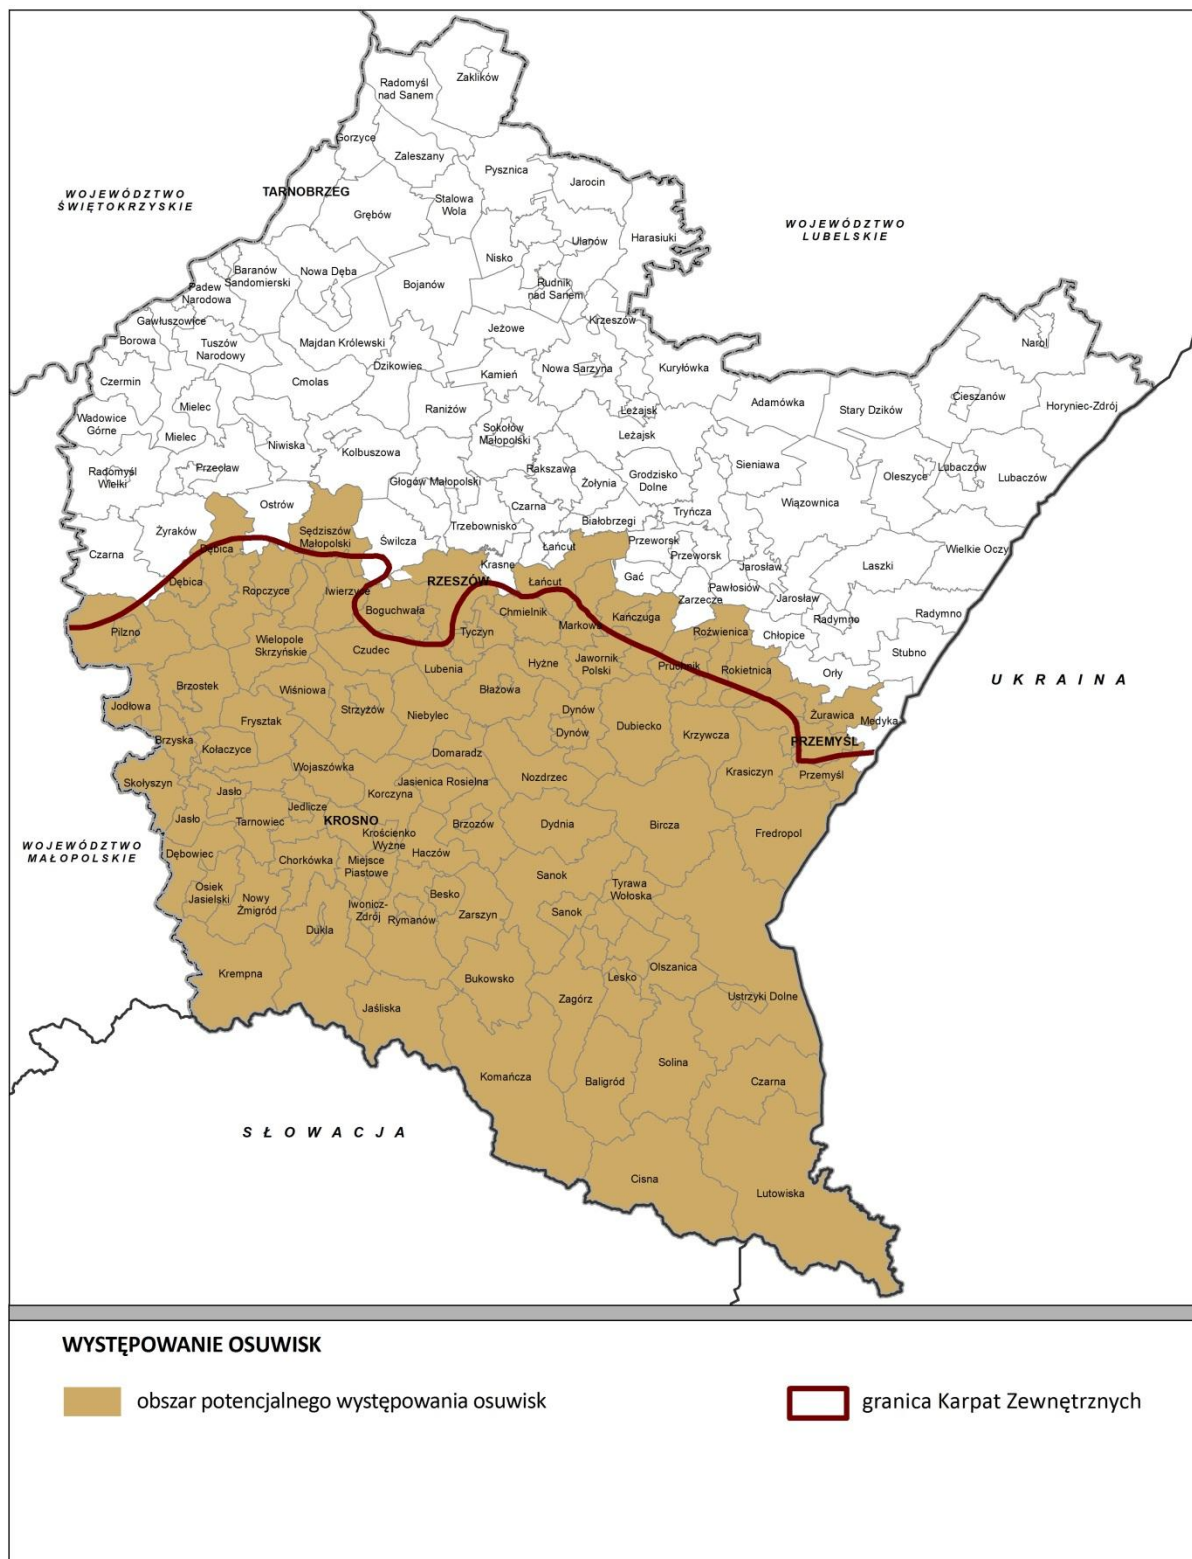 Zaklików
Radomyśl
nad Sanem
Gorzyce
Zaleszany
Pysznica
Jarocin
WOJEWÓDZTWO
ŚWIĘTOKRZYSKIE
TARNOBRZEG
Stalowa
Wola
Grębów
WOJEWÓDZTWO
LUBELSKIE
Ulanów
Harasiuki
Nisko
Baranów
Sandomierski
Nowa Dęba
Bojanów
Rudnik
nad Sanem
Padew
Narodowa
Gawłuszowice
Krzeszów
Jeżowe
Borowa
Tuszów
Narodowy
Majdan Królewski
Narol
Dzikowiec
Kamień
Nowa Sarzyna
Kuryłówka
Czermin
Cmolas
Cieszanów
Adamówka
Horyniec-Zdrój
Mielec
Raniżów
Leżajsk
Stary Dzików
Wadowice
Górne
Mielec
Sokołów
Małopolski
Leżajsk
Niwiska
Kolbuszowa
Sieniawa
Radomyśl
Wielki
Przecław
Rakszawa
Grodzisko
Dolne
Oleszyce
Lubaczów
Lubaczów
Głogów Małopolski
Żołynia
Ostrów
Czarna
Wiązownica
Tryńcza
Żyraków
Sędziszów
Małopolski
Świlcza
Trzebownisko
Białobrzegi
Przeworsk
Wielkie Oczy
Czarna
Dębica
Łańcut
Przeworsk
Krasne
Jarosław
Laszki
Dębica
Ropczyce
Iwierzyce
RZESZÓW
Łańcut
Gać
Pawłosiów
Zarzecze
Jarosław
Boguchwała
Chmielnik
Markowa
Kańczuga
Radymno
Radymno
Pilzno
Tyczyn
Roźwienica
Chłopice
Wielopole
Skrzyńskie
Czudec
Stubno
Lubenia
Hyżne
Jawornik
Polski
Pruchnik
Rokietnica
Orły
UKRAINA
Brzostek
Wiśniowa
Błażowa
Jodłowa
Strzyżów
Niebylec
Dynów
Żurawica
Medyka
Frysztak
Dubiecko
Krzywcza
Dynów
Brzyska
Kołaczyce
PRZEMYŚL
Domaradz
Wojaszówka
Krasiczyn
Przemyśl
Nozdrzec
Skołyszyn
Jasienica Rosielna
Jasło
Korczyna
Jedlicze
Jasło
Tarnowiec
KROSNO
Brzozów
Dydnia
Bircza
Fredropol
Krościenko
Wyżne
WOJEWÓDZTWO
MAŁOPOLSKIE
Dębowiec
Chorkówka
Miejsce
Piastowe
Haczów
Sanok
Osiek
Jasielski
Nowy
Żmigród
Tyrawa
Wołoska
Besko
Iwonicz-
Zdrój
Rymanów
Zarszyn
Sanok
Dukla
Olszanica
Krempna
Bukowsko
Lesko
Zagórz
Ustrzyki Dolne
Jaśliska
Solina
Komańcza
Baligród
Czarna
SŁOWACJA
Cisna
Lutowiska
WYSTĘPOWANIE OSUWISK
obszar potencjalnego występowania osuwisk
granica Karpat Zewnętrznych